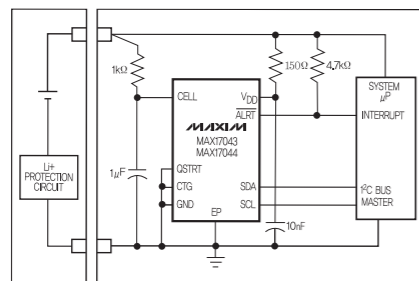 1kΩ
150Ω
4.7kΩ
SYSTEM
µP
CELL
VDD
ALRT
INTERRUPT
MAXIM
MAX17043
MAX17044
Li+
PROTECTION
CIRCUIT
1µF
QSTRT
CTG
GND
SDA
SCL
EP
I²C BUS
MASTER
10nF